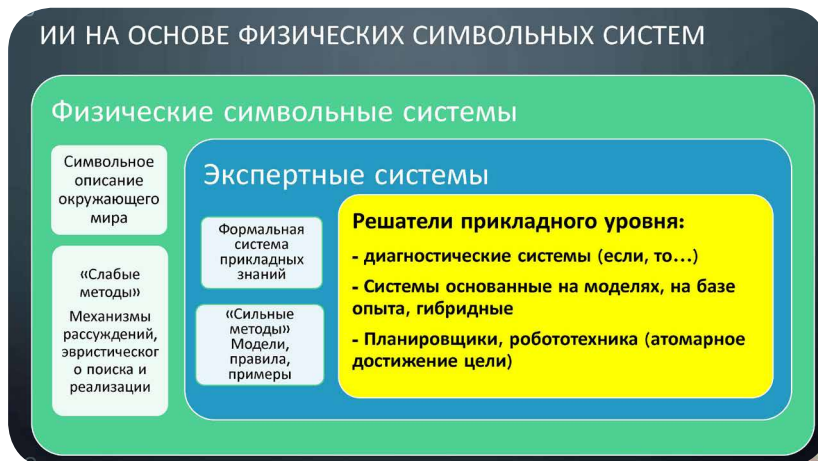 ИИ НА ОСНОВЕ ФИЗИЧЕСКИХ СИМВОЛЬНЫХ СИСТЕМ
Физические символьные системы
Символьное
описание
окружающего
мира
«Слабые
методы»
Механизмы
рассуждений,
эвристическог
о поиска и
реализации
Экспертные системы
Формальная
система
прикладных
знаний
«Сильные
методы»
Модели,
правила,
примеры
Решатели прикладного уровня:
- диагностические системы (если, то...)
- Системы основанные на моделях, на базе
опыта, гибридные
- Планировщики, робототехника (атомарное
достижение цели)